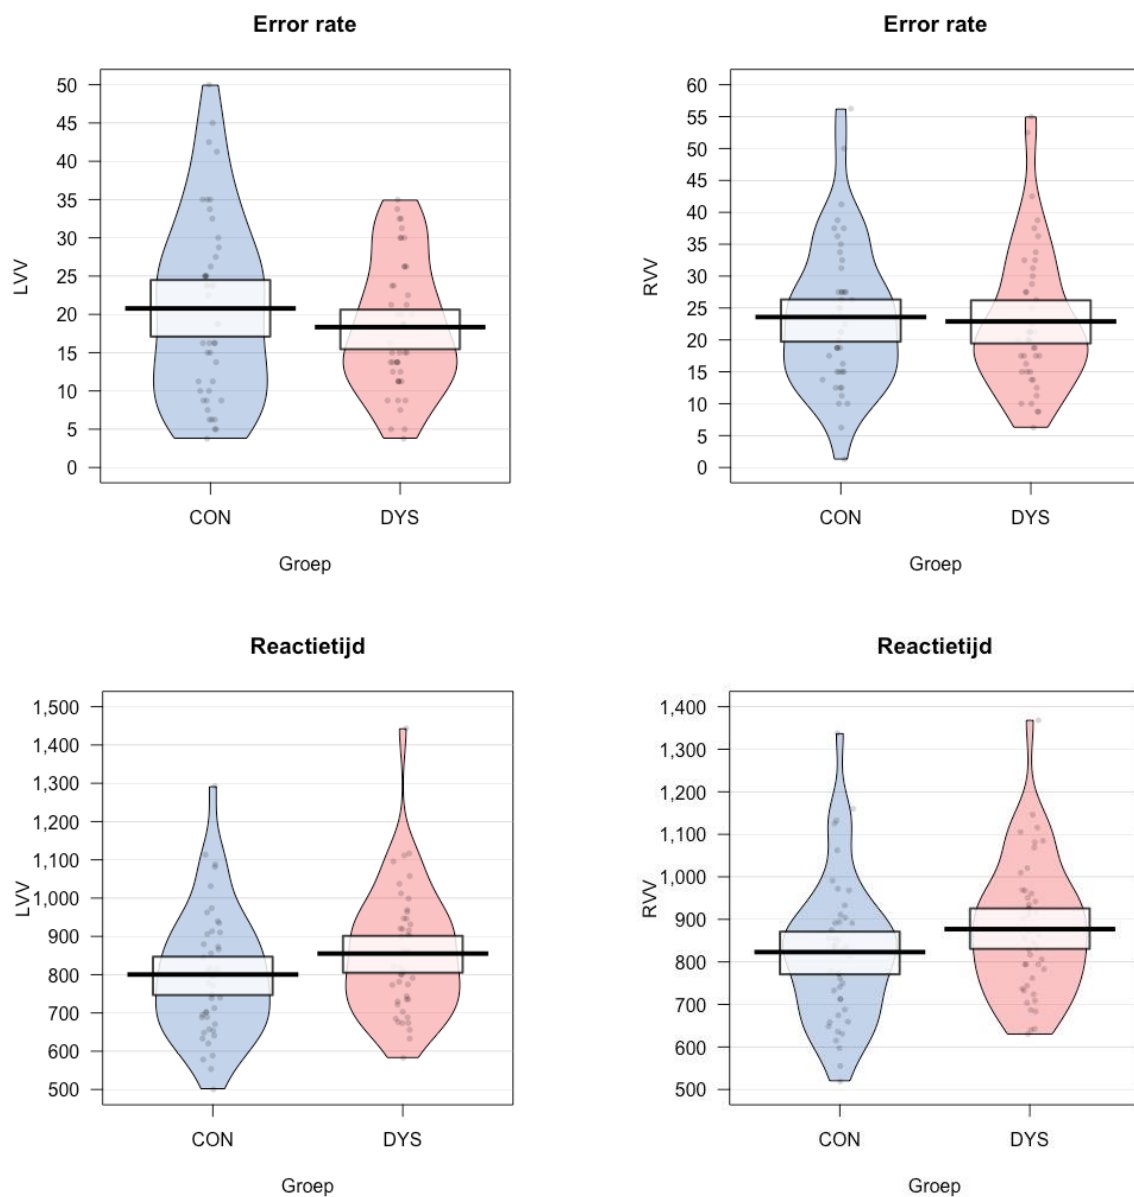 Error rate
LVV
50
45
40
35
30
25
20
15
10
5
0
CON
DYS
Groep
Error rate
RVV
60
55
50
45
40
35
30
25
20
15
10
5
0
CON
DYS
Groep
Reactietijd
LVV
1,500
1,400
1,300
1,200
1,100
1,000
900
800
700
600
500
CON
DYS
Groep
Reactietijd
RVV
1,400
1,300
1,200
1,100
1,000
900
800
700
600
500
CON
DYS
Groep